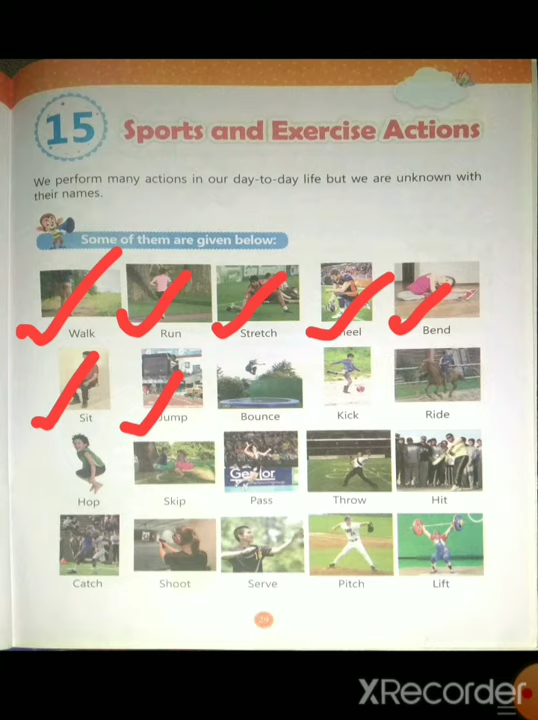 15 Sports and Exercise Actions
We perform many actions in our day-to-day life but we are unknown with
their names.
Some of them are given below:
Walk Run Stretch Bend
Sit Bounce Kick Ride
Hop Skip Pass Throw Hit
Catch Shoot Serve Pitch Lift
XRecorder